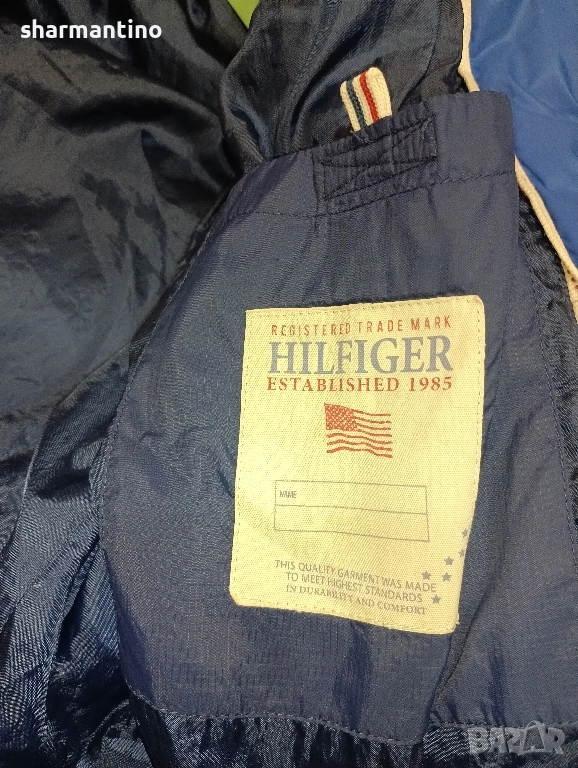 sharmantino
REGISTERED TRADE MARK
HILFIGER
ESTABLISHED 1985
NAME
THIS QUALITY GARMENT WAS MADE
TO MEET HIGHEST STANDARDS
IN DURABILITY AND COMFORT
BAZAR